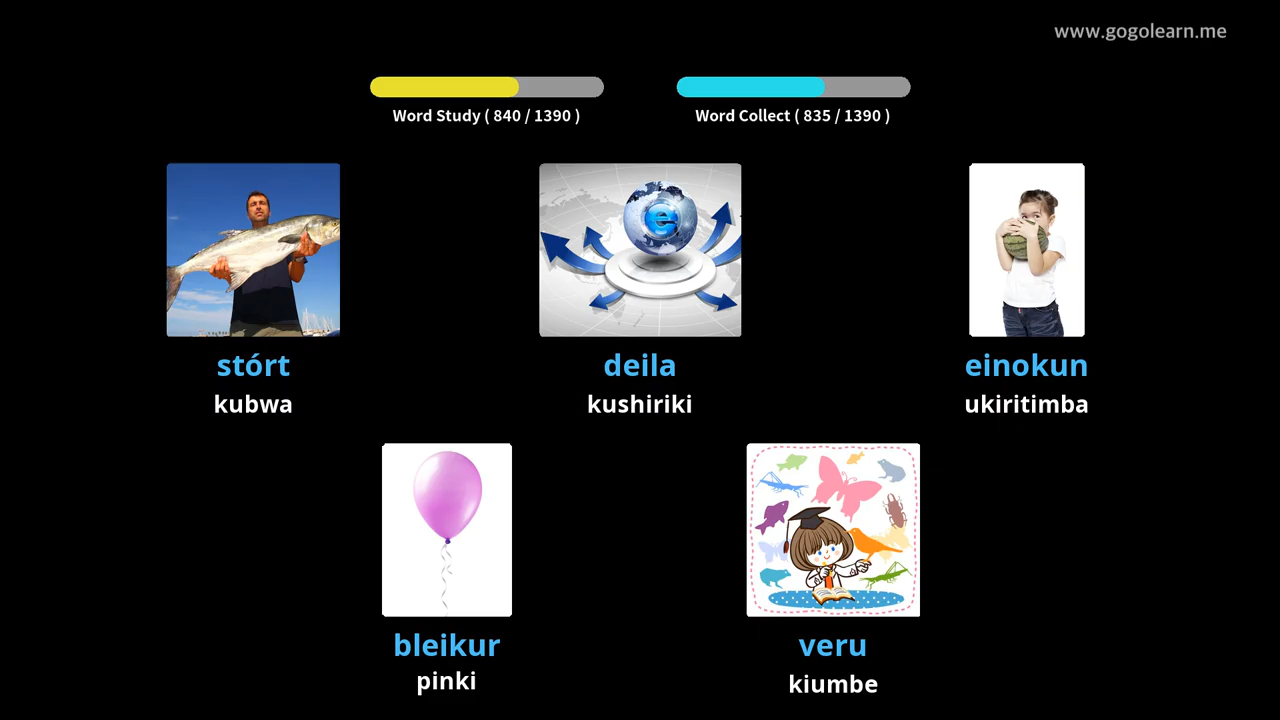 www.gogolearn.me
Word Study ( 840 / 1390 )
Word Collect ( 835 / 1390 )
e
stórt
kubwa
deila
kushiriki
einokun
ukiritimba
bleikur
pinki
veru
kiumbe